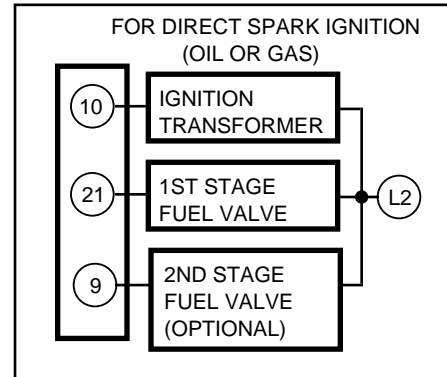 FOR DIRECT SPARK IGNITION
(OIL OR GAS)
10
IGNITION
TRANSFORMER
21
1ST STAGE
FUEL VALVE
L2
9
2ND STAGE
FUEL VALVE
(OPTIONAL)